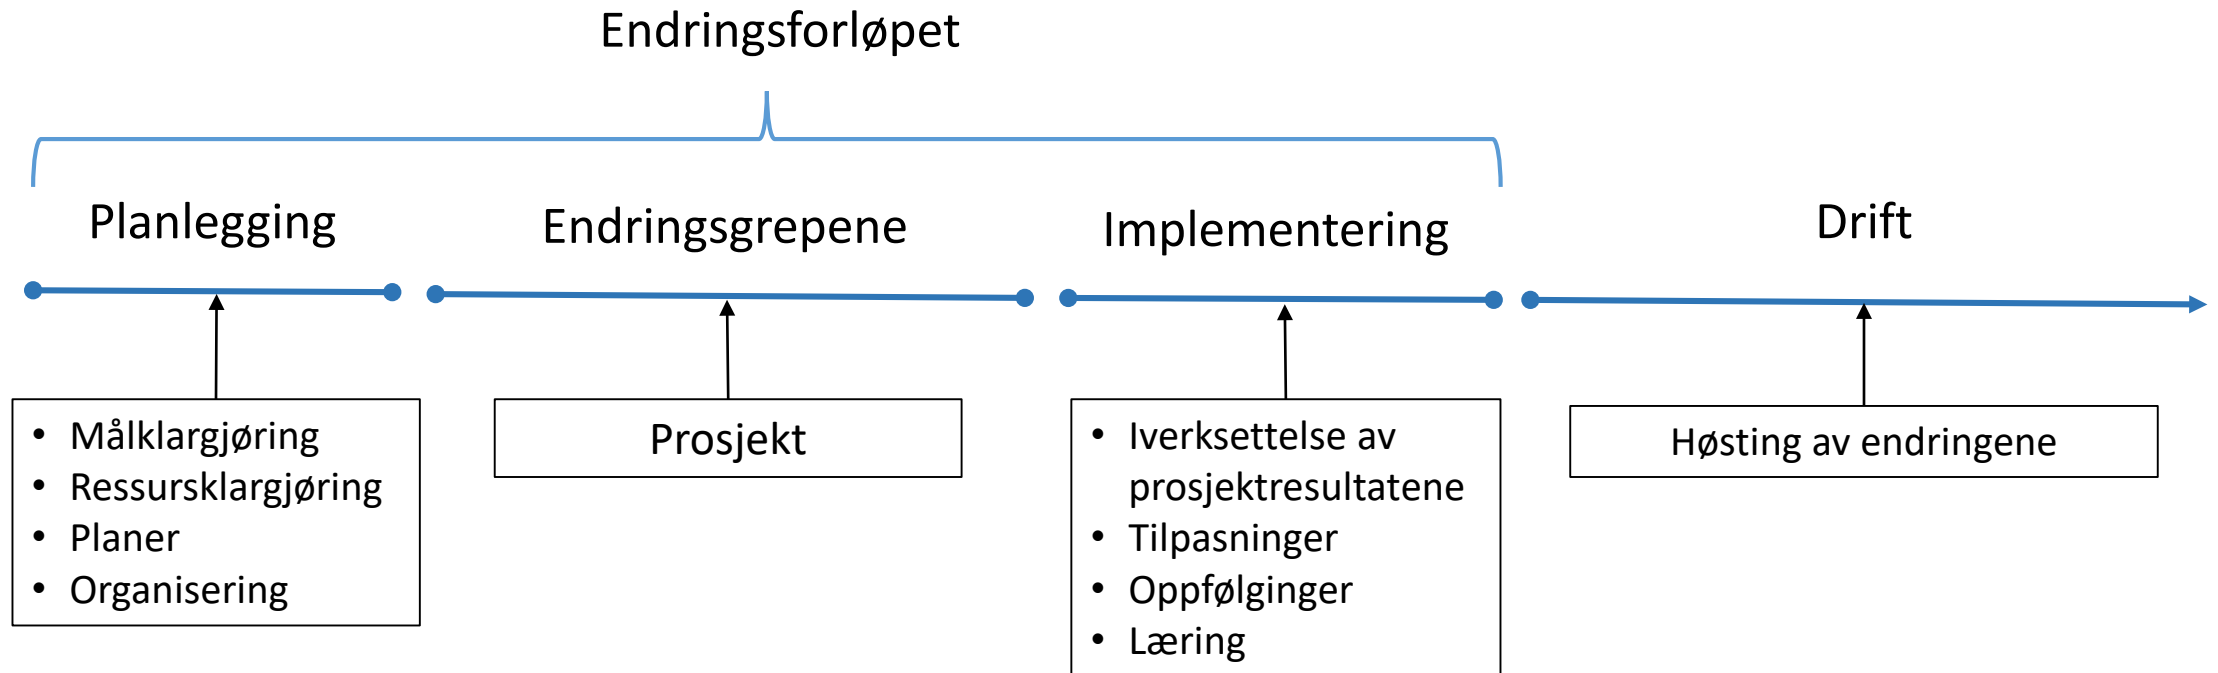 Endringsforløpet
Planlegging
Endringsgrepene
Implementering
Drift
• Målklargjøring
• Ressursklargjøring
• Planer
• Organisering
Prosjekt
• Iverksettelse av
prosjektresultatene
• Tilpasninger
• Oppfølginger
• Læring
Høsting av endringene